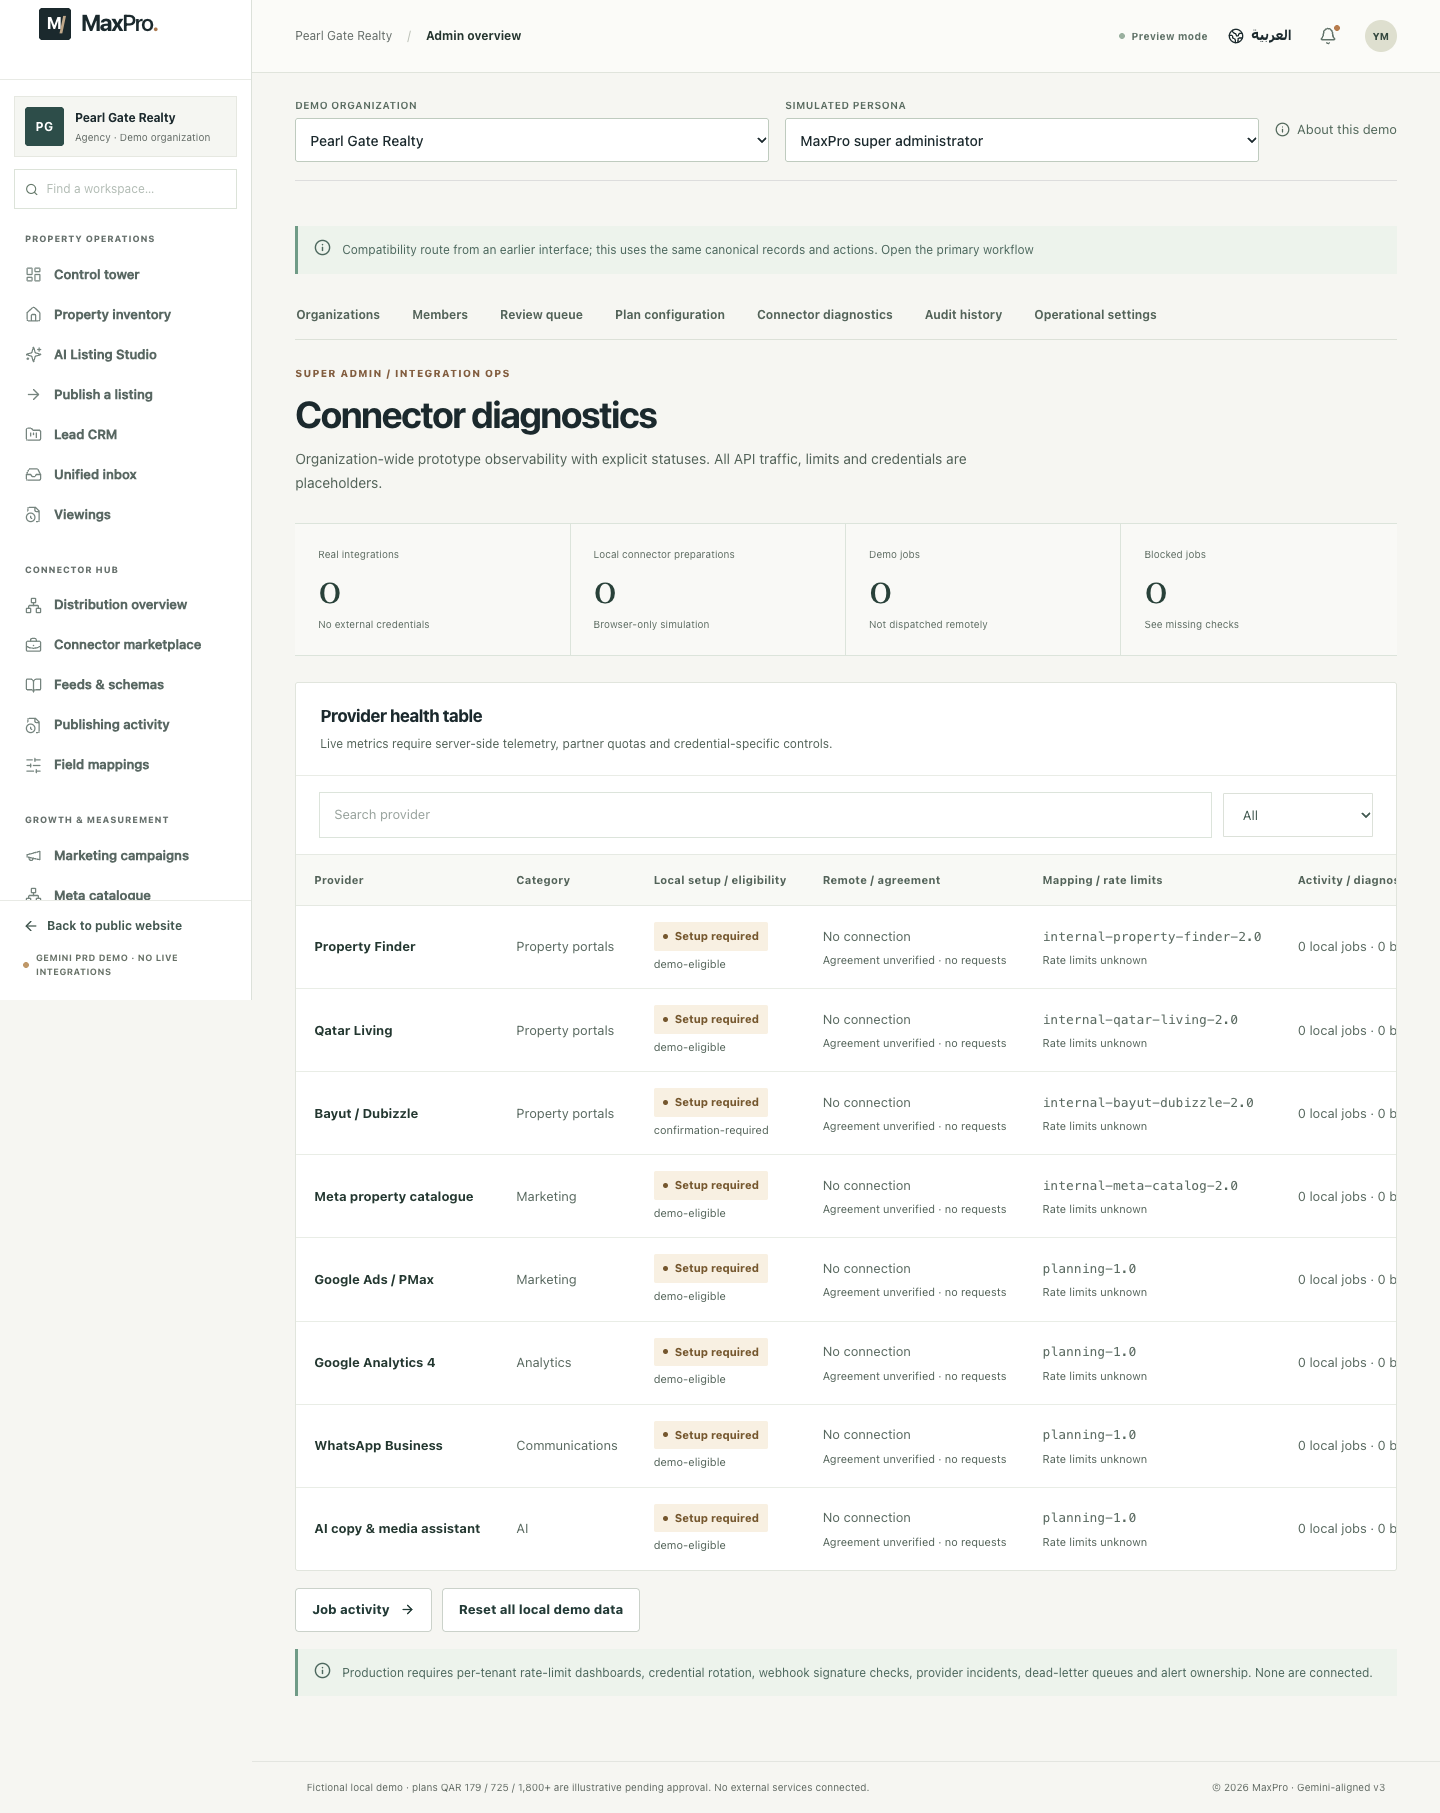 M/ MaxPro.
Pearl Gate Realty / Admin overview
Preview mode
العربية
YM
PG
Pearl Gate Realty
Agency · Demo organization
Find a workspace...
PROPERTY OPERATIONS
Control tower
Property inventory
AI Listing Studio
Publish a listing
Lead CRM
Unified inbox
Viewings
CONNECTOR HUB
Distribution overview
Connector marketplace
Feeds & schemas
Publishing activity
Field mappings
GROWTH & MEASUREMENT
Marketing campaigns
Meta catalogue
Back to public website
GEMINI PRD DEMO · NO LIVE
INTEGRATIONS
DEMO ORGANIZATION
Pearl Gate Realty
SIMULATED PERSONA
MaxPro super administrator
About this demo
Compatibility route from an earlier interface; this uses the same canonical records and actions. Open the primary workflow
Organizations Members Review queue Plan configuration Connector diagnostics Audit history Operational settings
SUPER ADMIN / INTEGRATION OPS
Connector diagnostics
Organization-wide prototype observability with explicit statuses. All API traffic, limits and credentials are
placeholders.
Real integrations
0
No external credentials
Local connector preparations
0
Browser-only simulation
Demo jobs
0
Not dispatched remotely
Blocked jobs
0
See missing checks
Provider health table
Live metrics require server-side telemetry, partner quotas and credential-specific controls.
Search provider
All
Provider Category Local setup / eligibility Remote / agreement Mapping / rate limits Activity / diagnos
Property Finder Property portals Setup required No connection internal-property-finder-2.0 0 local jobs · 0 b
demo-eligible Agreement unverified · no requests Rate limits unknown
Qatar Living Property portals Setup required No connection internal-qatar-living-2.0 0 local jobs · 0 b
demo-eligible Agreement unverified · no requests Rate limits unknown
Bayut / Dubizzle Property portals Setup required No connection internal-bayut-dubizzle-2.0 0 local jobs · 0 b
confirmation-required Agreement unverified · no requests Rate limits unknown
Meta property catalogue Marketing Setup required No connection internal-meta-catalog-2.0 0 local jobs · 0 b
demo-eligible Agreement unverified · no requests Rate limits unknown
Google Ads / PMax Marketing Setup required No connection planning-1.0 0 local jobs · 0 b
demo-eligible Agreement unverified · no requests Rate limits unknown
Google Analytics 4 Analytics Setup required No connection planning-1.0 0 local jobs · 0 b
demo-eligible Agreement unverified · no requests Rate limits unknown
WhatsApp Business Communications Setup required No connection planning-1.0 0 local jobs · 0 b
demo-eligible Agreement unverified · no requests Rate limits unknown
AI copy & media assistant AI Setup required No connection planning-1.0 0 local jobs · 0 b
demo-eligible Agreement unverified · no requests Rate limits unknown
Job activity
Reset all local demo data
Production requires per-tenant rate-limit dashboards, credential rotation, webhook signature checks, provider incidents, dead-letter queues and alert ownership. None are connected.
Fictional local demo · plans QAR 179 / 725 / 1,800+ are illustrative pending approval. No external services connected.
© 2026 MaxPro · Gemini-aligned v3